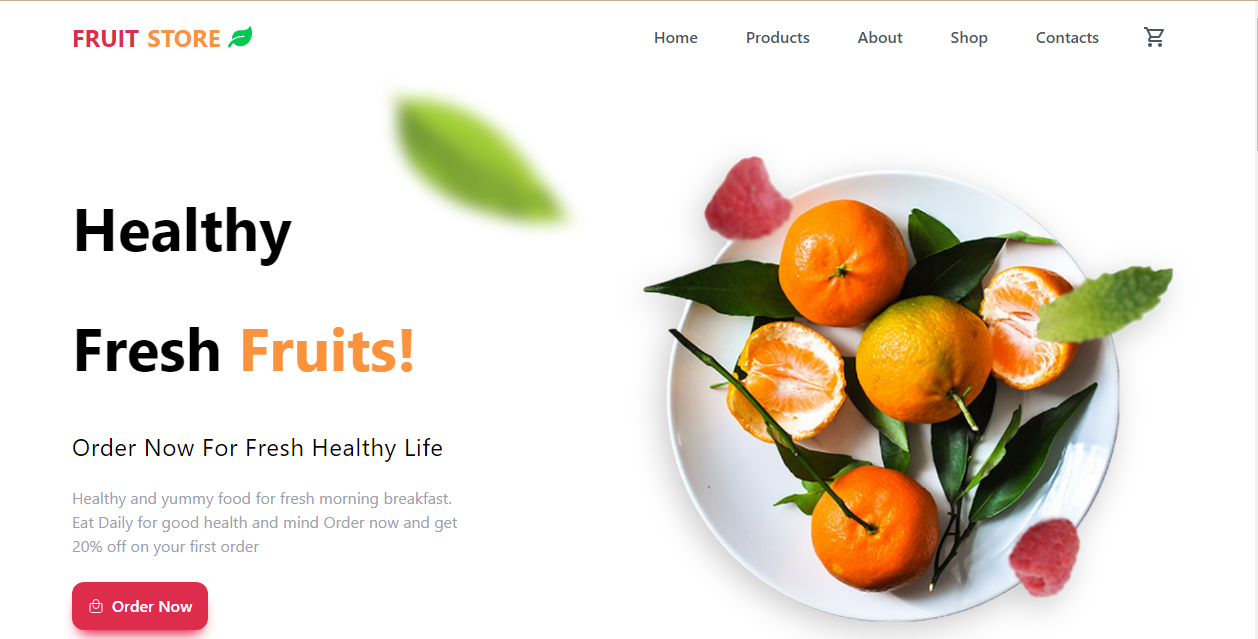 FRUIT STORE
Home Products About Shop Contacts
Healthy
Fresh Fruits!
Order Now For Fresh Healthy Life
Healthy and yummy food for fresh morning breakfast.
Eat Daily for good health and mind Order now and get
20% off on your first order
Order Now